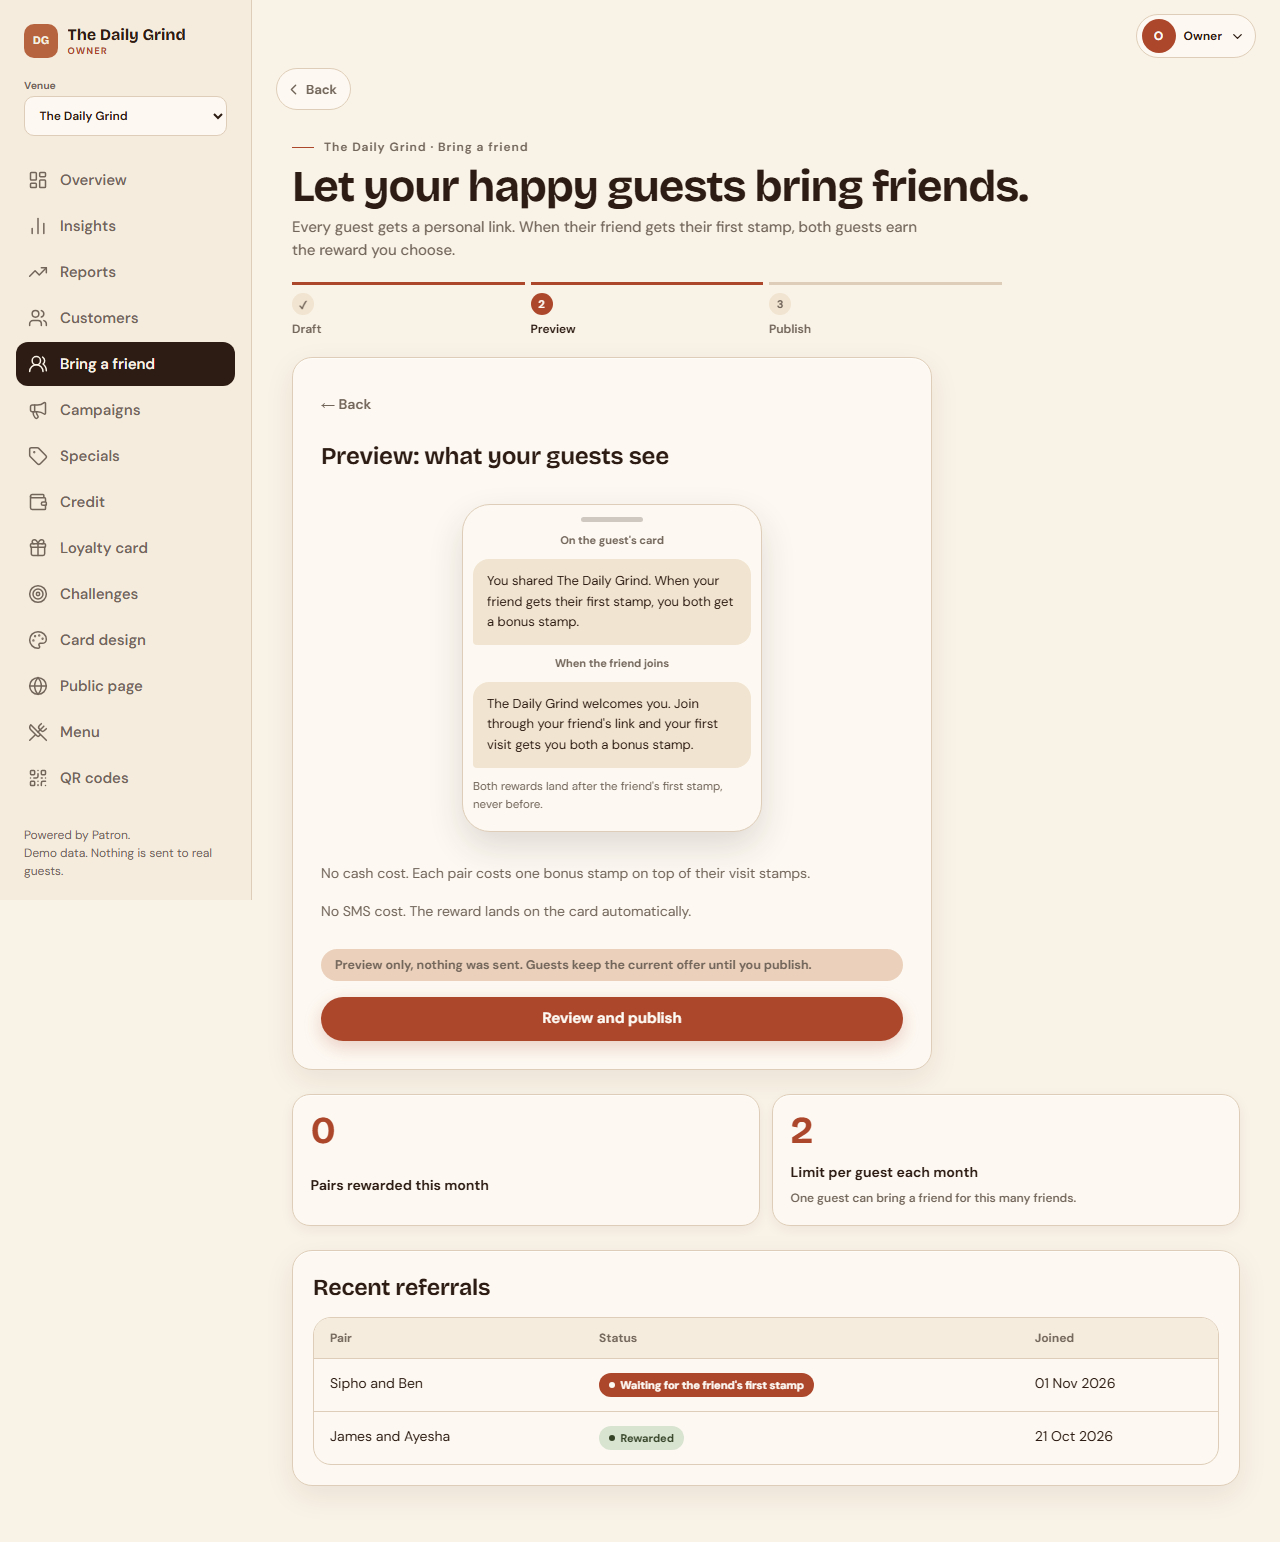 DG
The Daily Grind
OWNER
Venue
The Daily Grind
Overview
Insights
Reports
Customers
Bring a friend
Campaigns
Specials
Credit
Loyalty card
Challenges
Card design
Public page
Menu
QR codes
Powered by Patron.
Demo data. Nothing is sent to real
guests.
O
Owner
Back
The Daily Grind · Bring a friend
Let your happy guests bring friends.
Every guest gets a personal link. When their friend gets their first stamp, both guests earn
the reward you choose.
✓
Draft
2
Preview
3
Publish
← Back
Preview: what your guests see
On the guest's card
You shared The Daily Grind. When your
friend gets their first stamp, you both get
a bonus stamp.
When the friend joins
The Daily Grind welcomes you. Join
through your friend's link and your first
visit gets you both a bonus stamp.
Both rewards land after the friend's first stamp,
never before.
No cash cost. Each pair costs one bonus stamp on top of their visit stamps.
No SMS cost. The reward lands on the card automatically.
Preview only, nothing was sent. Guests keep the current offer until you publish.
Review and publish
0
Pairs rewarded this month
2
Limit per guest each month
One guest can bring a friend for this many friends.
Recent referrals
Pair Status Joined
Sipho and Ben Waiting for the friend's first stamp 01 Nov 2026
James and Ayesha Rewarded 21 Oct 2026